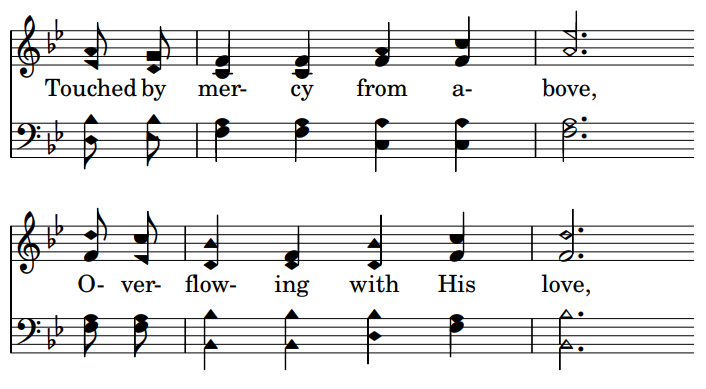 Touched by mer- cy from a- bove,
O- ver- flow- ing with His love,